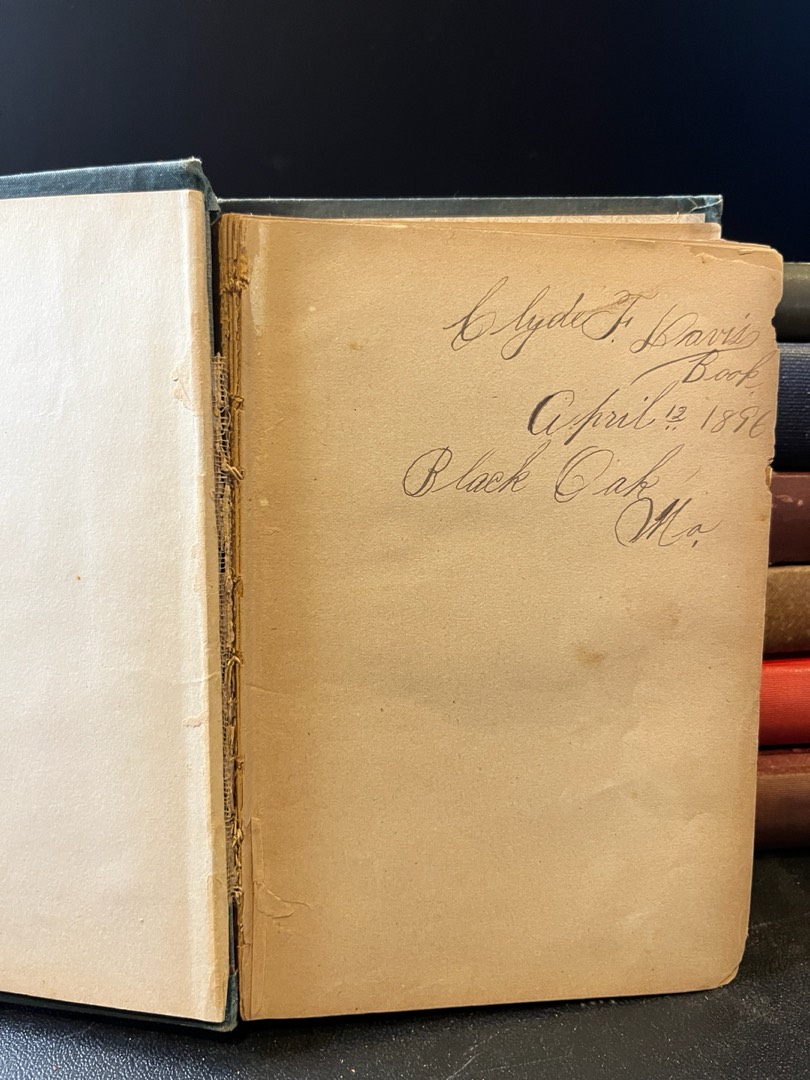 Clyde F. Davis
Book
April 12 1896
Black Oak
Mo.